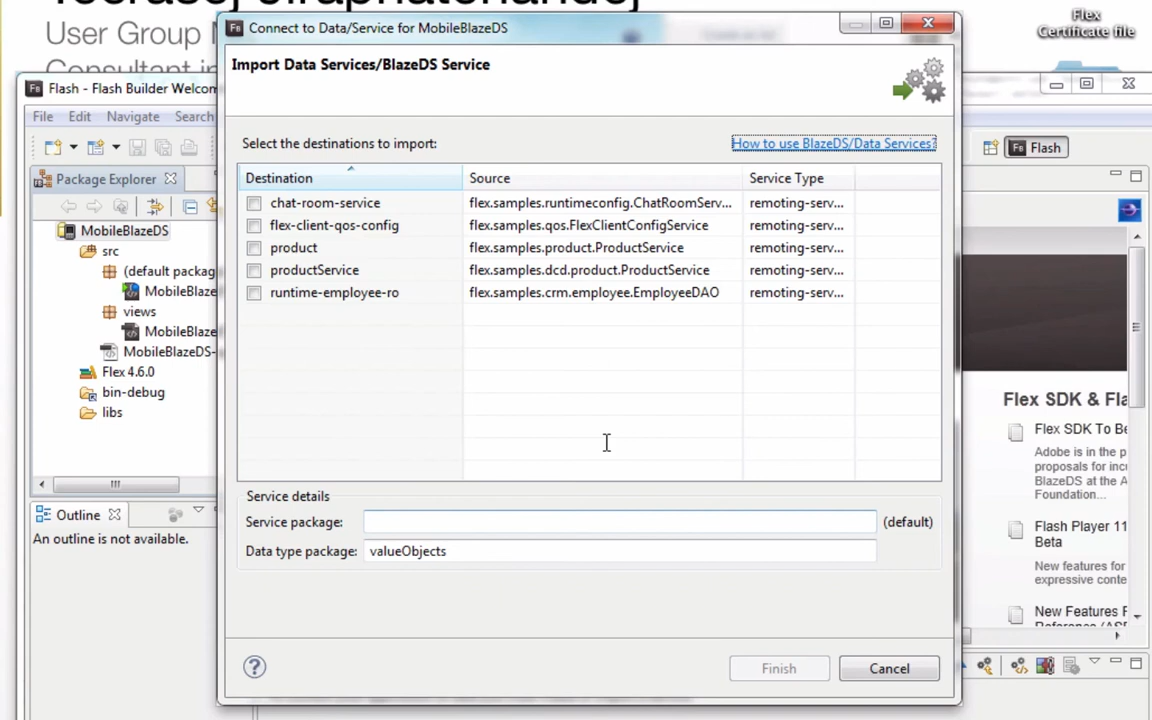 User Group
Consultant in
Flex
Certificate file
Fb Connect to Data/Service for MobileBlazeDS
Import Data Services/BlazeDS Service
Fb Flash - Flash Builder Welcom
File Edit Navigate Search
Fb Flash
Package Explorer
MobileBlazeDS
src
(default packag
MobileBlaze
views
MobileBlaze
MobileBlazeDS-
Flex 4.6.0
bin-debug
libs
Select the destinations to import: How to use BlazeDS/Data Services?
Destination Source Service Type
chat-room-service flex.samples.runtimeconfig.ChatRoomServ... remoting-serv...
flex-client-qos-config flex.samples.qos.FlexClientConfigService remoting-serv...
product flex.samples.product.ProductService remoting-serv...
productService flex.samples.dcd.product.ProductService remoting-serv...
runtime-employee-ro flex.samples.crm.employee.EmployeeDAO remoting-serv...
Service details
Service package: (default)
Data type package: valueObjects
Finish Cancel
Outline
An outline is not available.
Flex SDK & Fla
Flex SDK To Be
Adobe is in the p
proposals for inc
BlazeDS at the A
Foundation...
Flash Player 11
Beta
New features for
expressive conte
New Features F